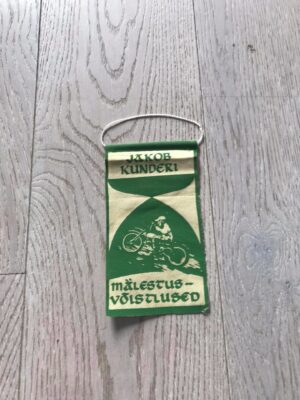 JAKOB
KUNDERI
MÄLESTUS-
VÕISTLUSED